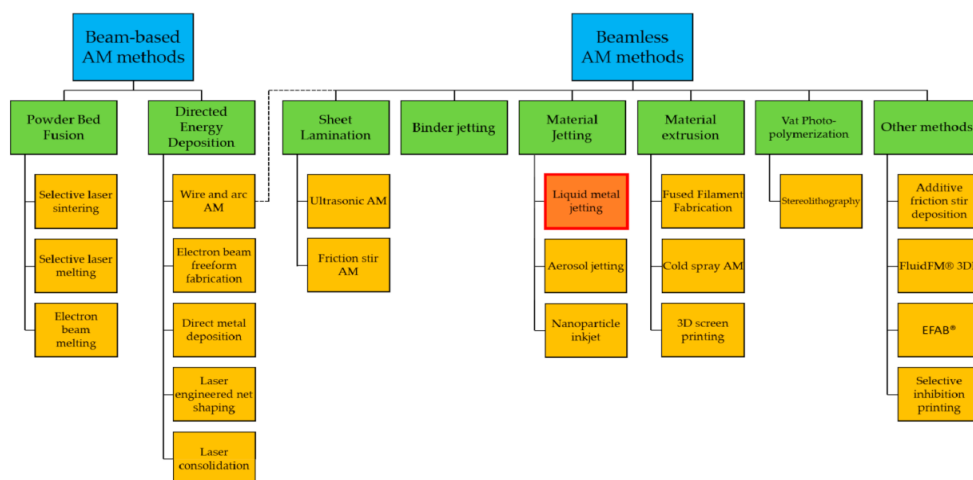 Beam-based
AM methods
Beamless
AM methods
Powder Bed
Fusion
Directed
Energy
Deposition
Sheet
Lamination
Binder jetting
Material
Jetting
Material
extrusion
Vat Photo-
polymerization
Other methods
Selective laser
sintering
Selective laser
melting
Electron
beam
melting
Wire and arc
AM
Electron beam
freeform
fabrication
Direct metal
deposition
Laser
engineered net
shaping
Laser
consolidation
Ultrasonic AM
Friction stir
AM
Liquid metal
jetting
Aerosol jetting
Nanoparticle
inkjet
Fused Filament
Fabrication
Cold spray AM
3D screen
printing
Stereolithography
Additive
friction stir
deposition
FluidFM® 3D
EFAB®
Selective
inhibition
printing